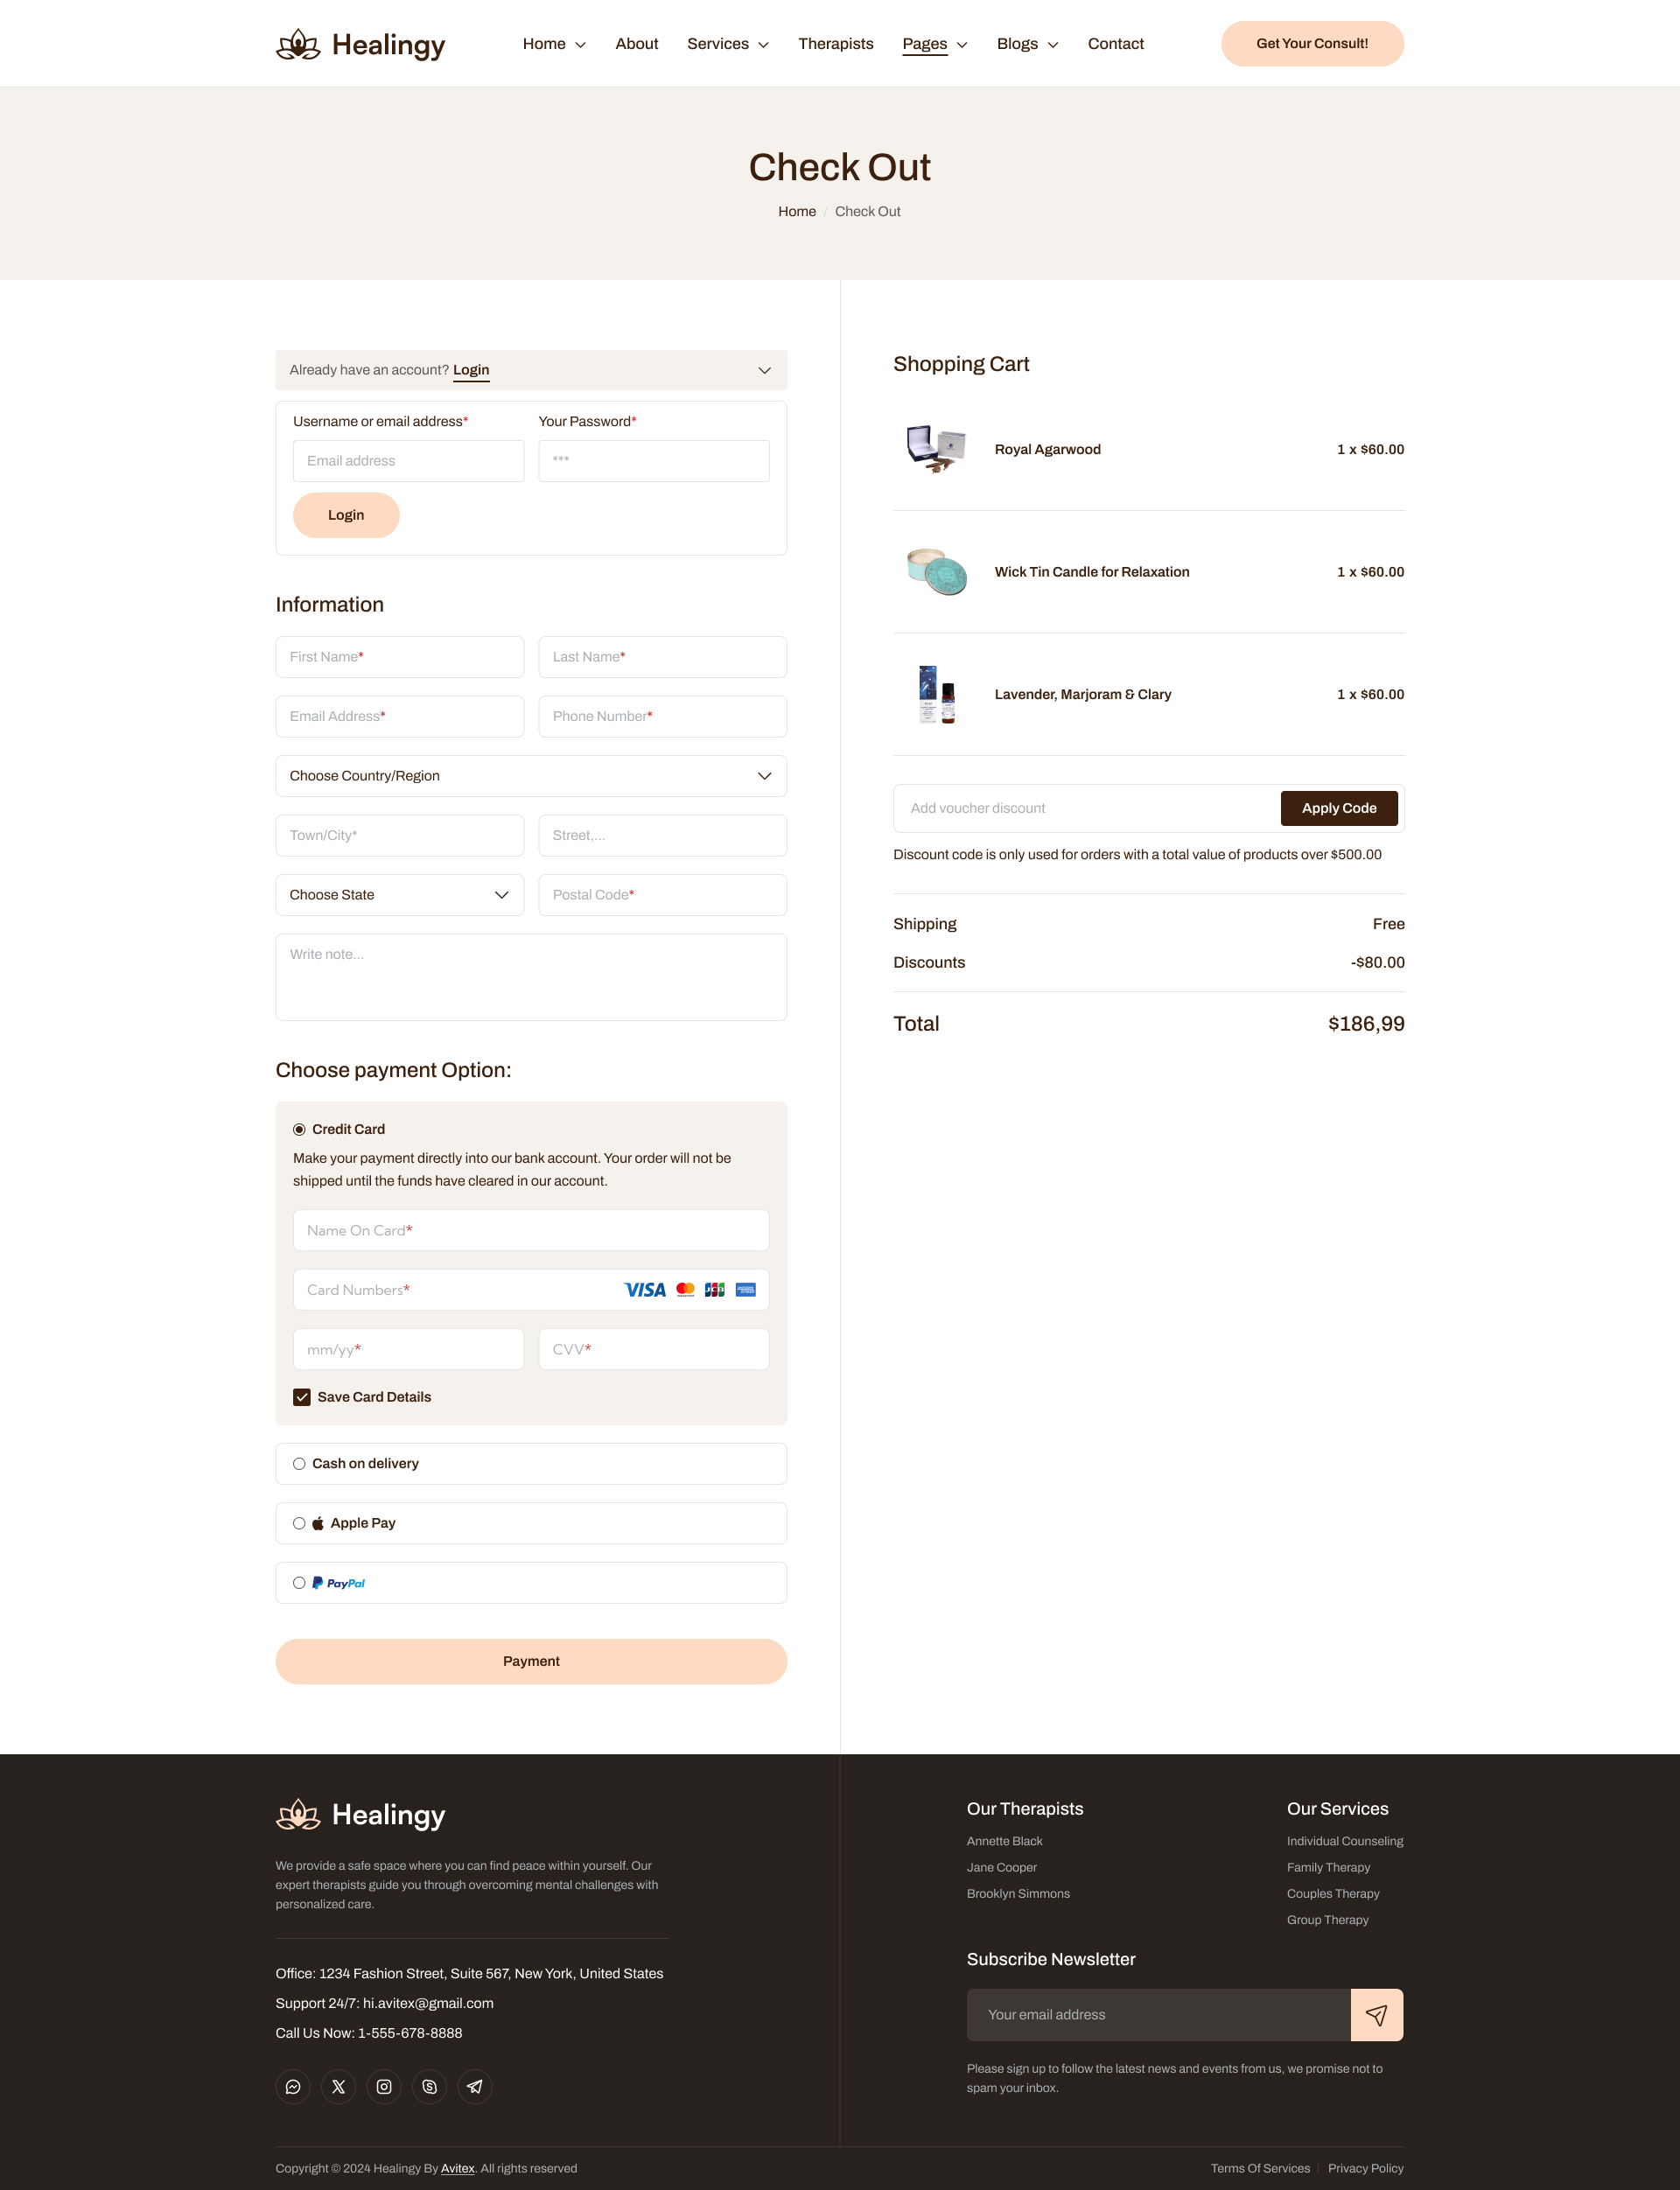 Healingy
Home About Services Therapists Pages Blogs Contact
Get Your Consult!
Check Out
Home / Check Out
Already have an account? Login
Username or email address*
Your Password*
Email address
***
Login
Information
First Name*
Last Name*
Email Address*
Phone Number*
Choose Country/Region
Town/City*
Street,...
Choose State
Postal Code*
Write note...
Choose payment Option:
Credit Card
Make your payment directly into our bank account. Your order will not be
shipped until the funds have cleared in our account.
Name On Card*
Card Numbers*
VISA
JCB
mm/yy*
CVV*
Save Card Details
Cash on delivery
Apple Pay
PayPal
Payment
Shopping Cart
Royal Agarwood 1 x $60.00
Wick Tin Candle for Relaxation 1 x $60.00
Lavender, Marjoram & Clary 1 x $60.00
Add voucher discount
Apply Code
Discount code is only used for orders with a total value of products over $500.00
Shipping Free
Discounts -$80.00
Total $186,99
Healingy
We provide a safe space where you can find peace within yourself. Our
expert therapists guide you through overcoming mental challenges with
personalized care.
Office: 1234 Fashion Street, Suite 567, New York, United States
Support 24/7: hi.avitex@gmail.com
Call Us Now: 1-555-678-8888
Our Therapists
Annette Black
Jane Cooper
Brooklyn Simmons
Our Services
Individual Counseling
Family Therapy
Couples Therapy
Group Therapy
Subscribe Newsletter
Your email address
Please sign up to follow the latest news and events from us, we promise not to
spam your inbox.
Copyright © 2024 Healingy By Avitex. All rights reserved
Terms Of Services | Privacy Policy